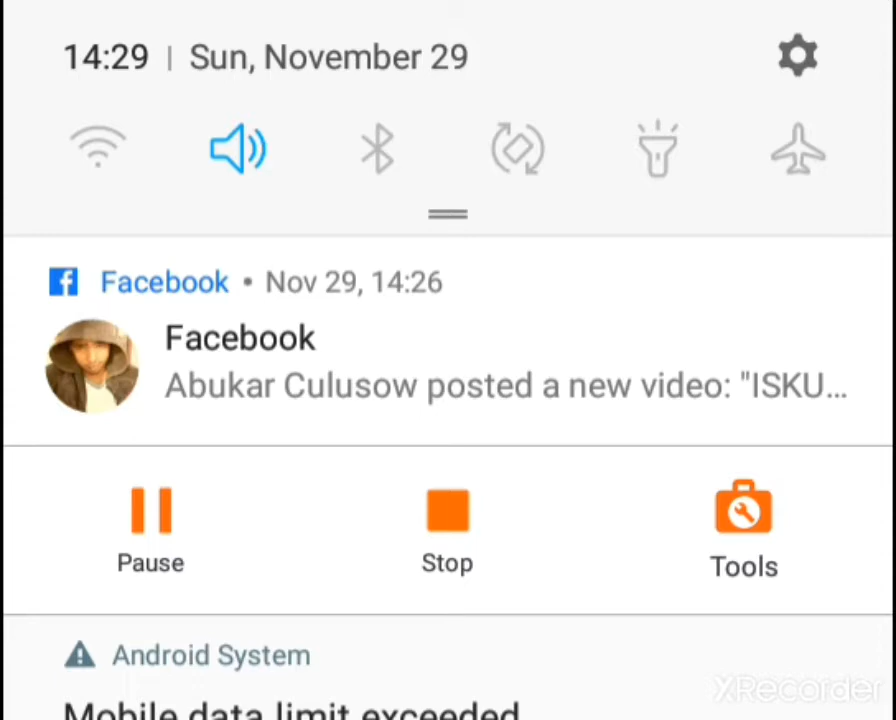 14:29 | Sun, November 29
Facebook • Nov 29, 14:26
Facebook
Abukar Culusow posted a new video: "ISKU...
Pause Stop Tools
Android System
Mobile data limit exceeded
XRecorder